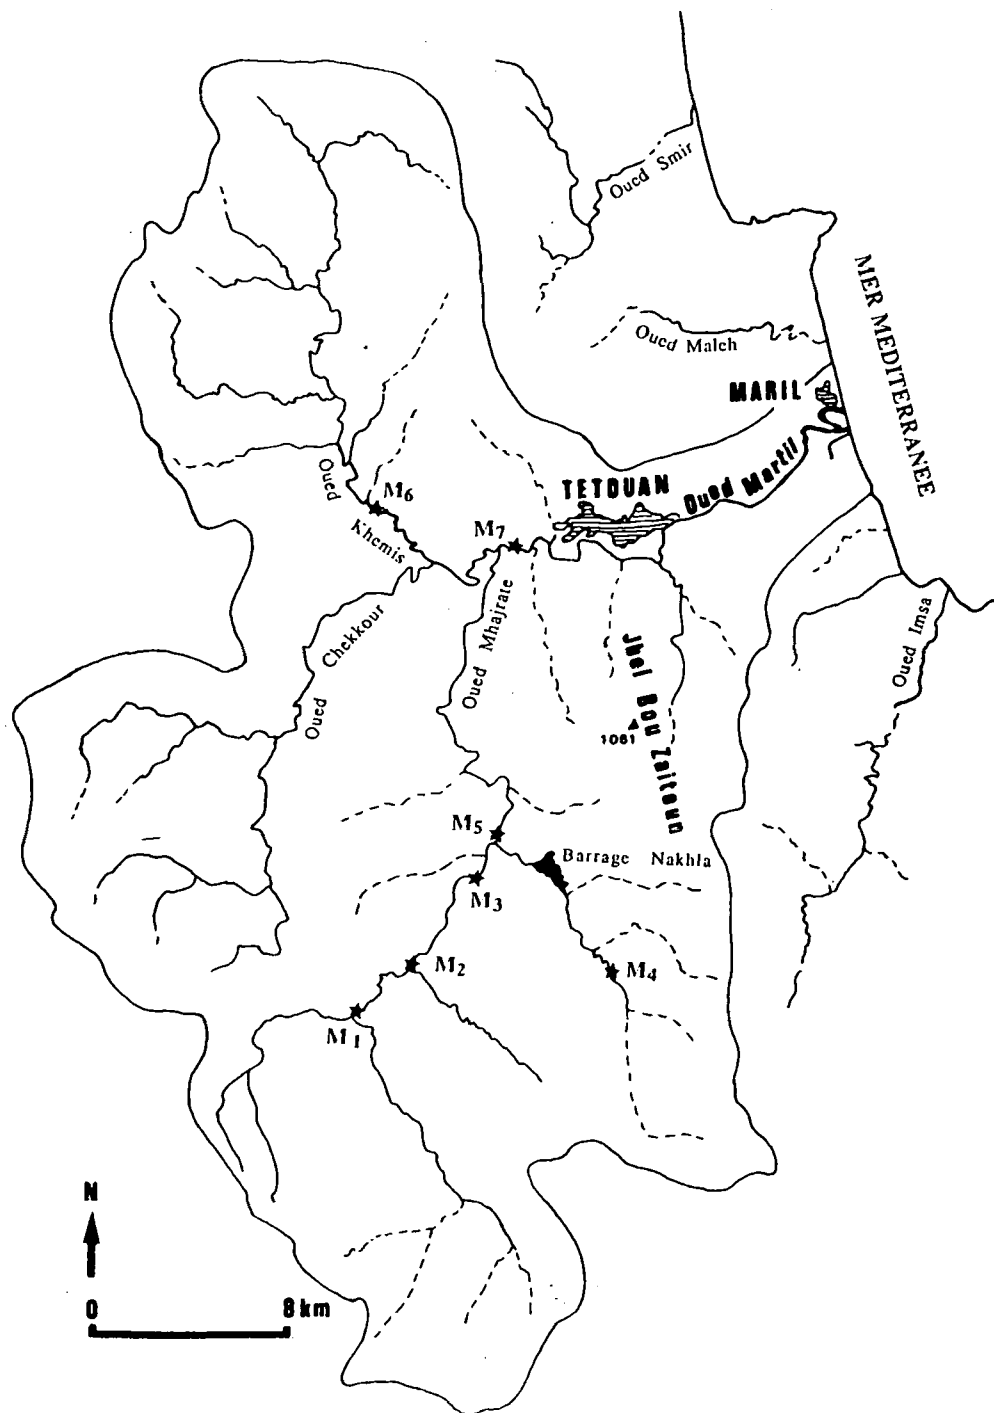 Oued Smir
MER MEDITERRANEE
Oued Malch
MARIL
Oued Martil
TETOUAN
Oued
Khemis
M6
M7
Oued Mhajrate
Oued Chekkour
Oued Imsa
Jbel Bou Zaitoun
1061
M5
Barrage Nakhla
M3
M2
M4
M1
N
0 8 km